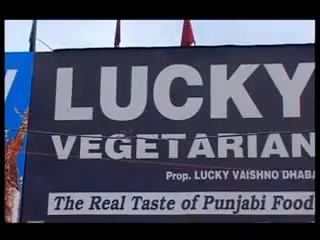 LUCKY
VEGETARIAN
Prop. LUCKY VAISHNO DHABA
The Real Taste of Punjabi Food